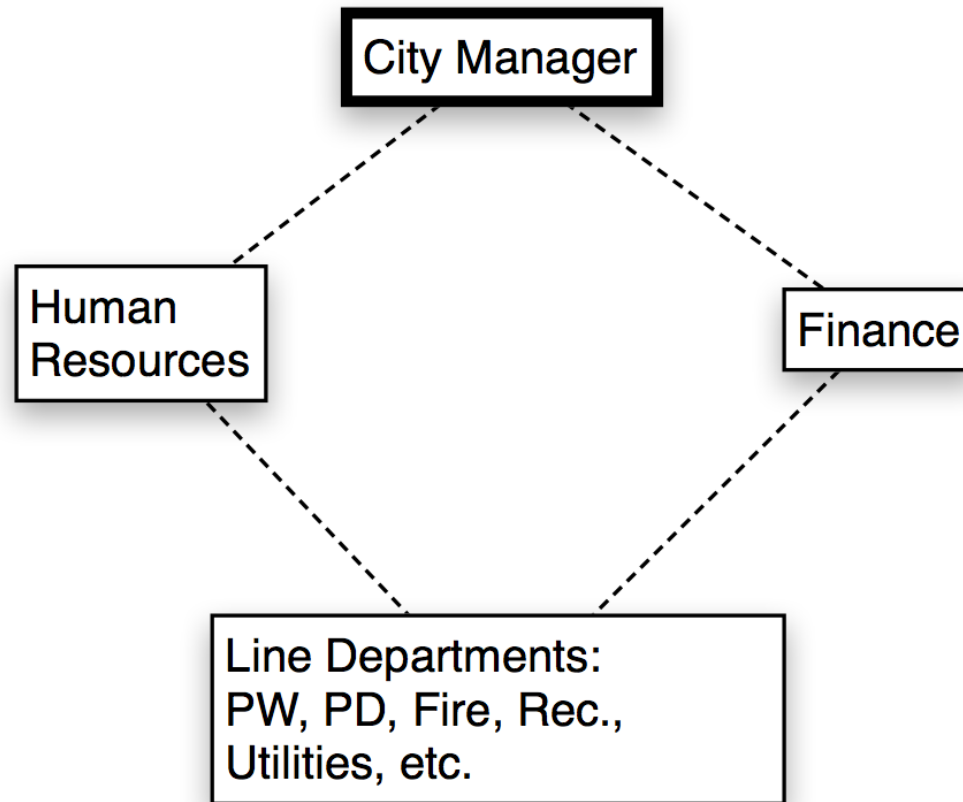 City Manager
Human
Resources
Finance
Line Departments:
PW, PD, Fire, Rec.,
Utilities, etc.